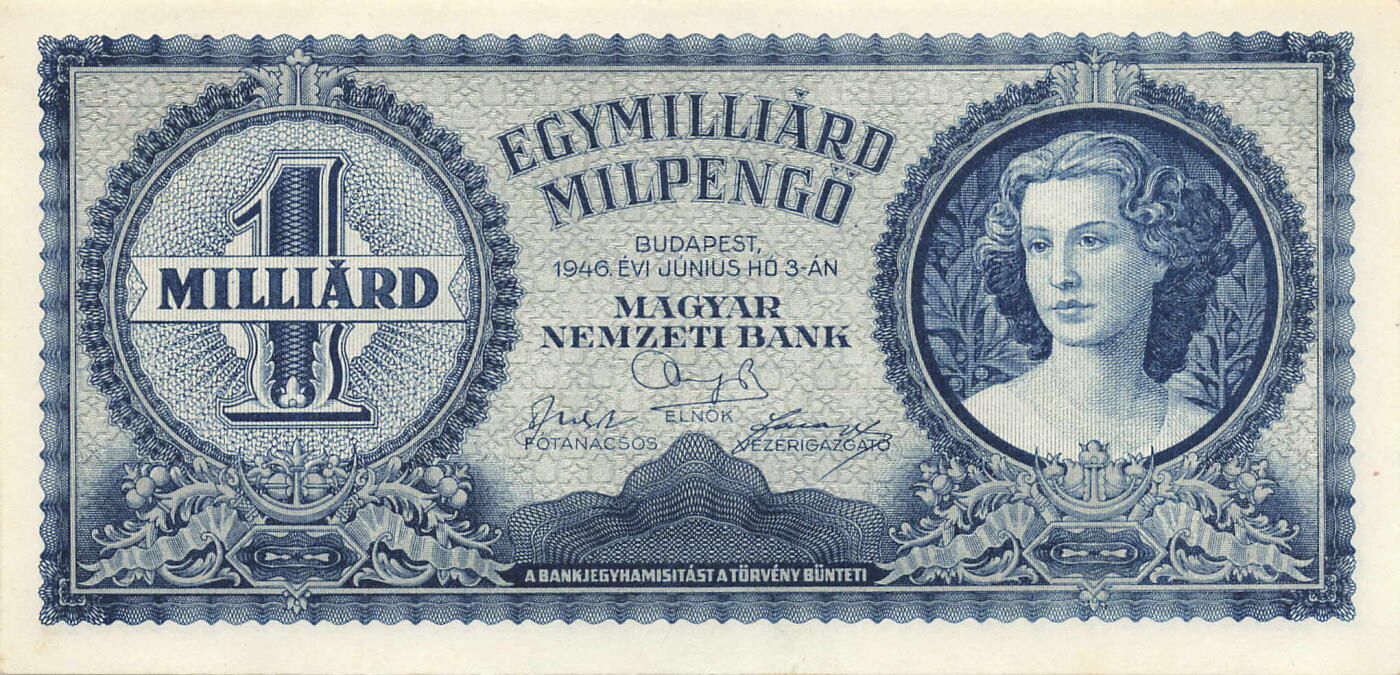 EGYMILLIÁRD
MILPENGŐ
BUDAPEST,
1946. ÉVI JÚNIUS HÓ 3-ÁN
MAGYAR
NEMZETI BANK
ELNÖK
FŐTANÁCSOS
VEZÉRIGAZGATÓ
1
MILLIÁRD
A BANKJEGYHAMISITÁST A TÖRVÉNY BÜNTETI